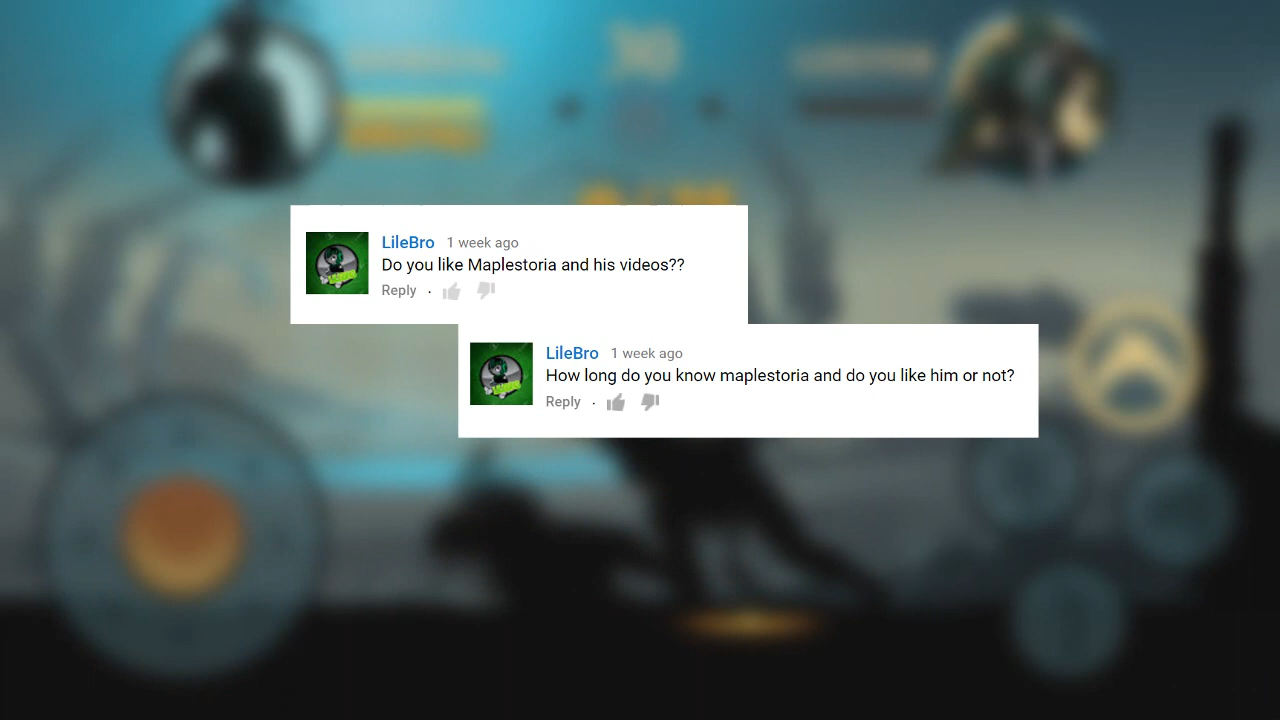 LileBro 1 week ago
Do you like Maplestoria and his videos??
Reply .
LileBro 1 week ago
How long do you know maplestoria and do you like him or not?
Reply .